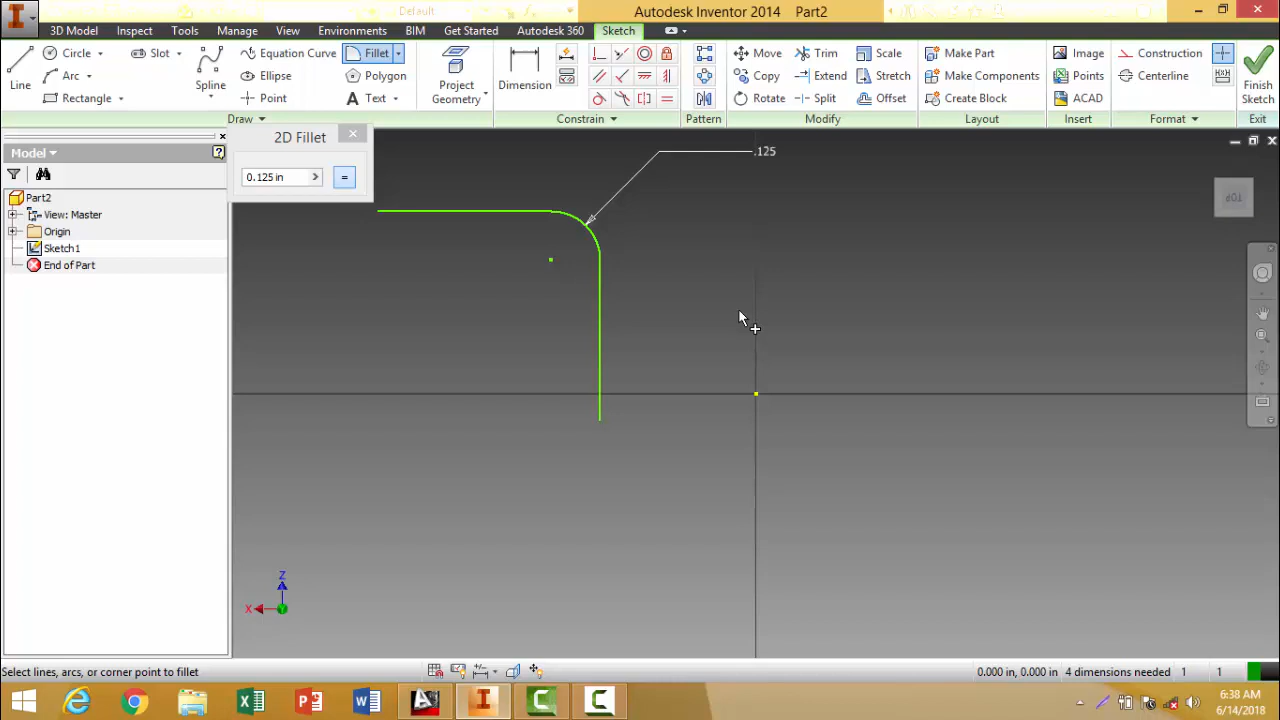 Default
Autodesk Inventor 2014 Part2
3D Model Inspect Tools Manage View Environments BIM Get Started Autodesk 360 Sketch
Line
Circle
Arc
Rectangle
Slot
Spline
Equation Curve
Ellipse
Point
Fillet
Polygon
Text
Project
Geometry
Dimension
Move
Copy
Rotate
Trim
Extend
Split
Scale
Stretch
Offset
Make Part
Make Components
Create Block
Image
Points
ACAD
Construction
Centerline
Finish
Sketch
Draw Constrain Pattern Modify Layout Insert Format Exit
2D Fillet
0.125 in
=
Model
Part2
View: Master
Origin
Sketch1
End of Part
.125
TOP
Z
X
Y
Select lines, arcs, or corner point to fillet
0.000 in, 0.000 in 4 dimensions needed 1 1
6:38 AM
6/14/2018